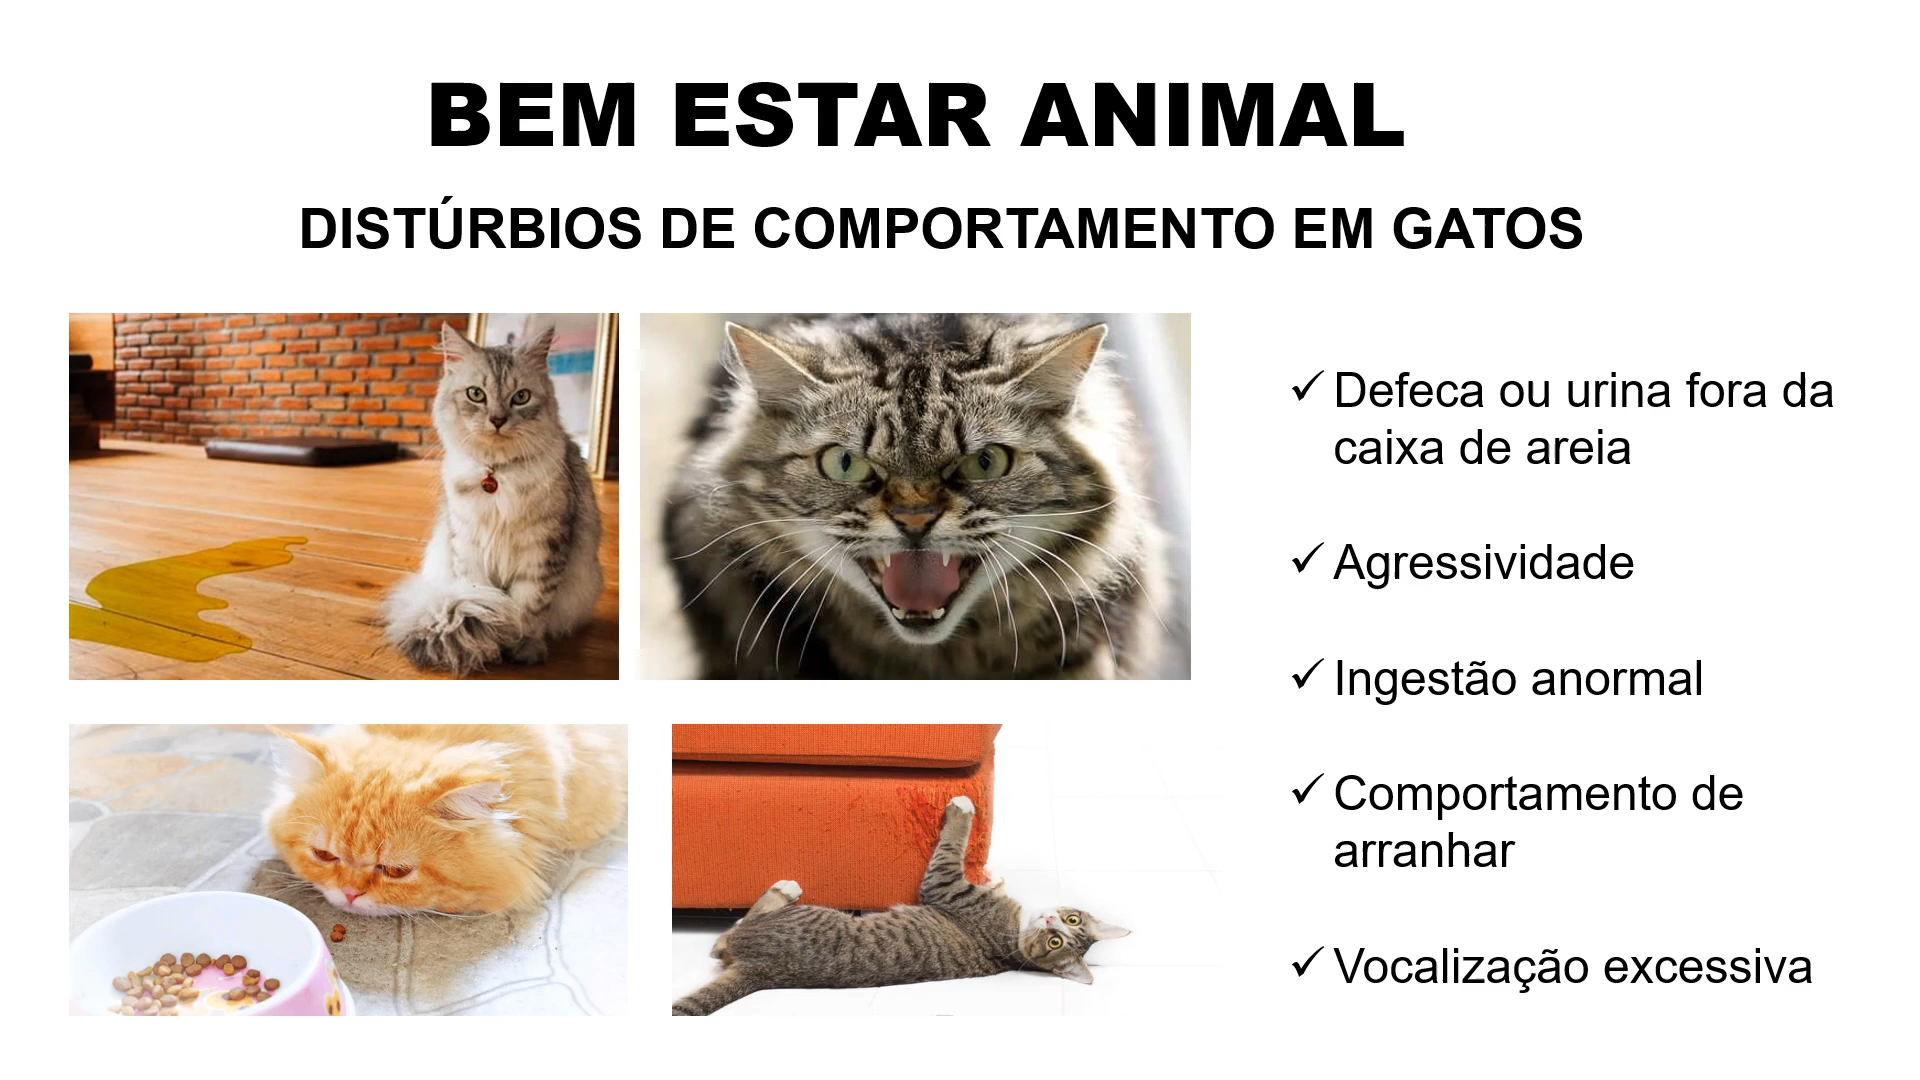 BEM ESTAR ANIMAL
DISTÚRBIOS DE COMPORTAMENTO EM GATOS
✓ Defeca ou urina fora da
caixa de areia
✓ Agressividade
✓ Ingestão anormal
✓ Comportamento de
arranhar
✓ Vocalização excessiva